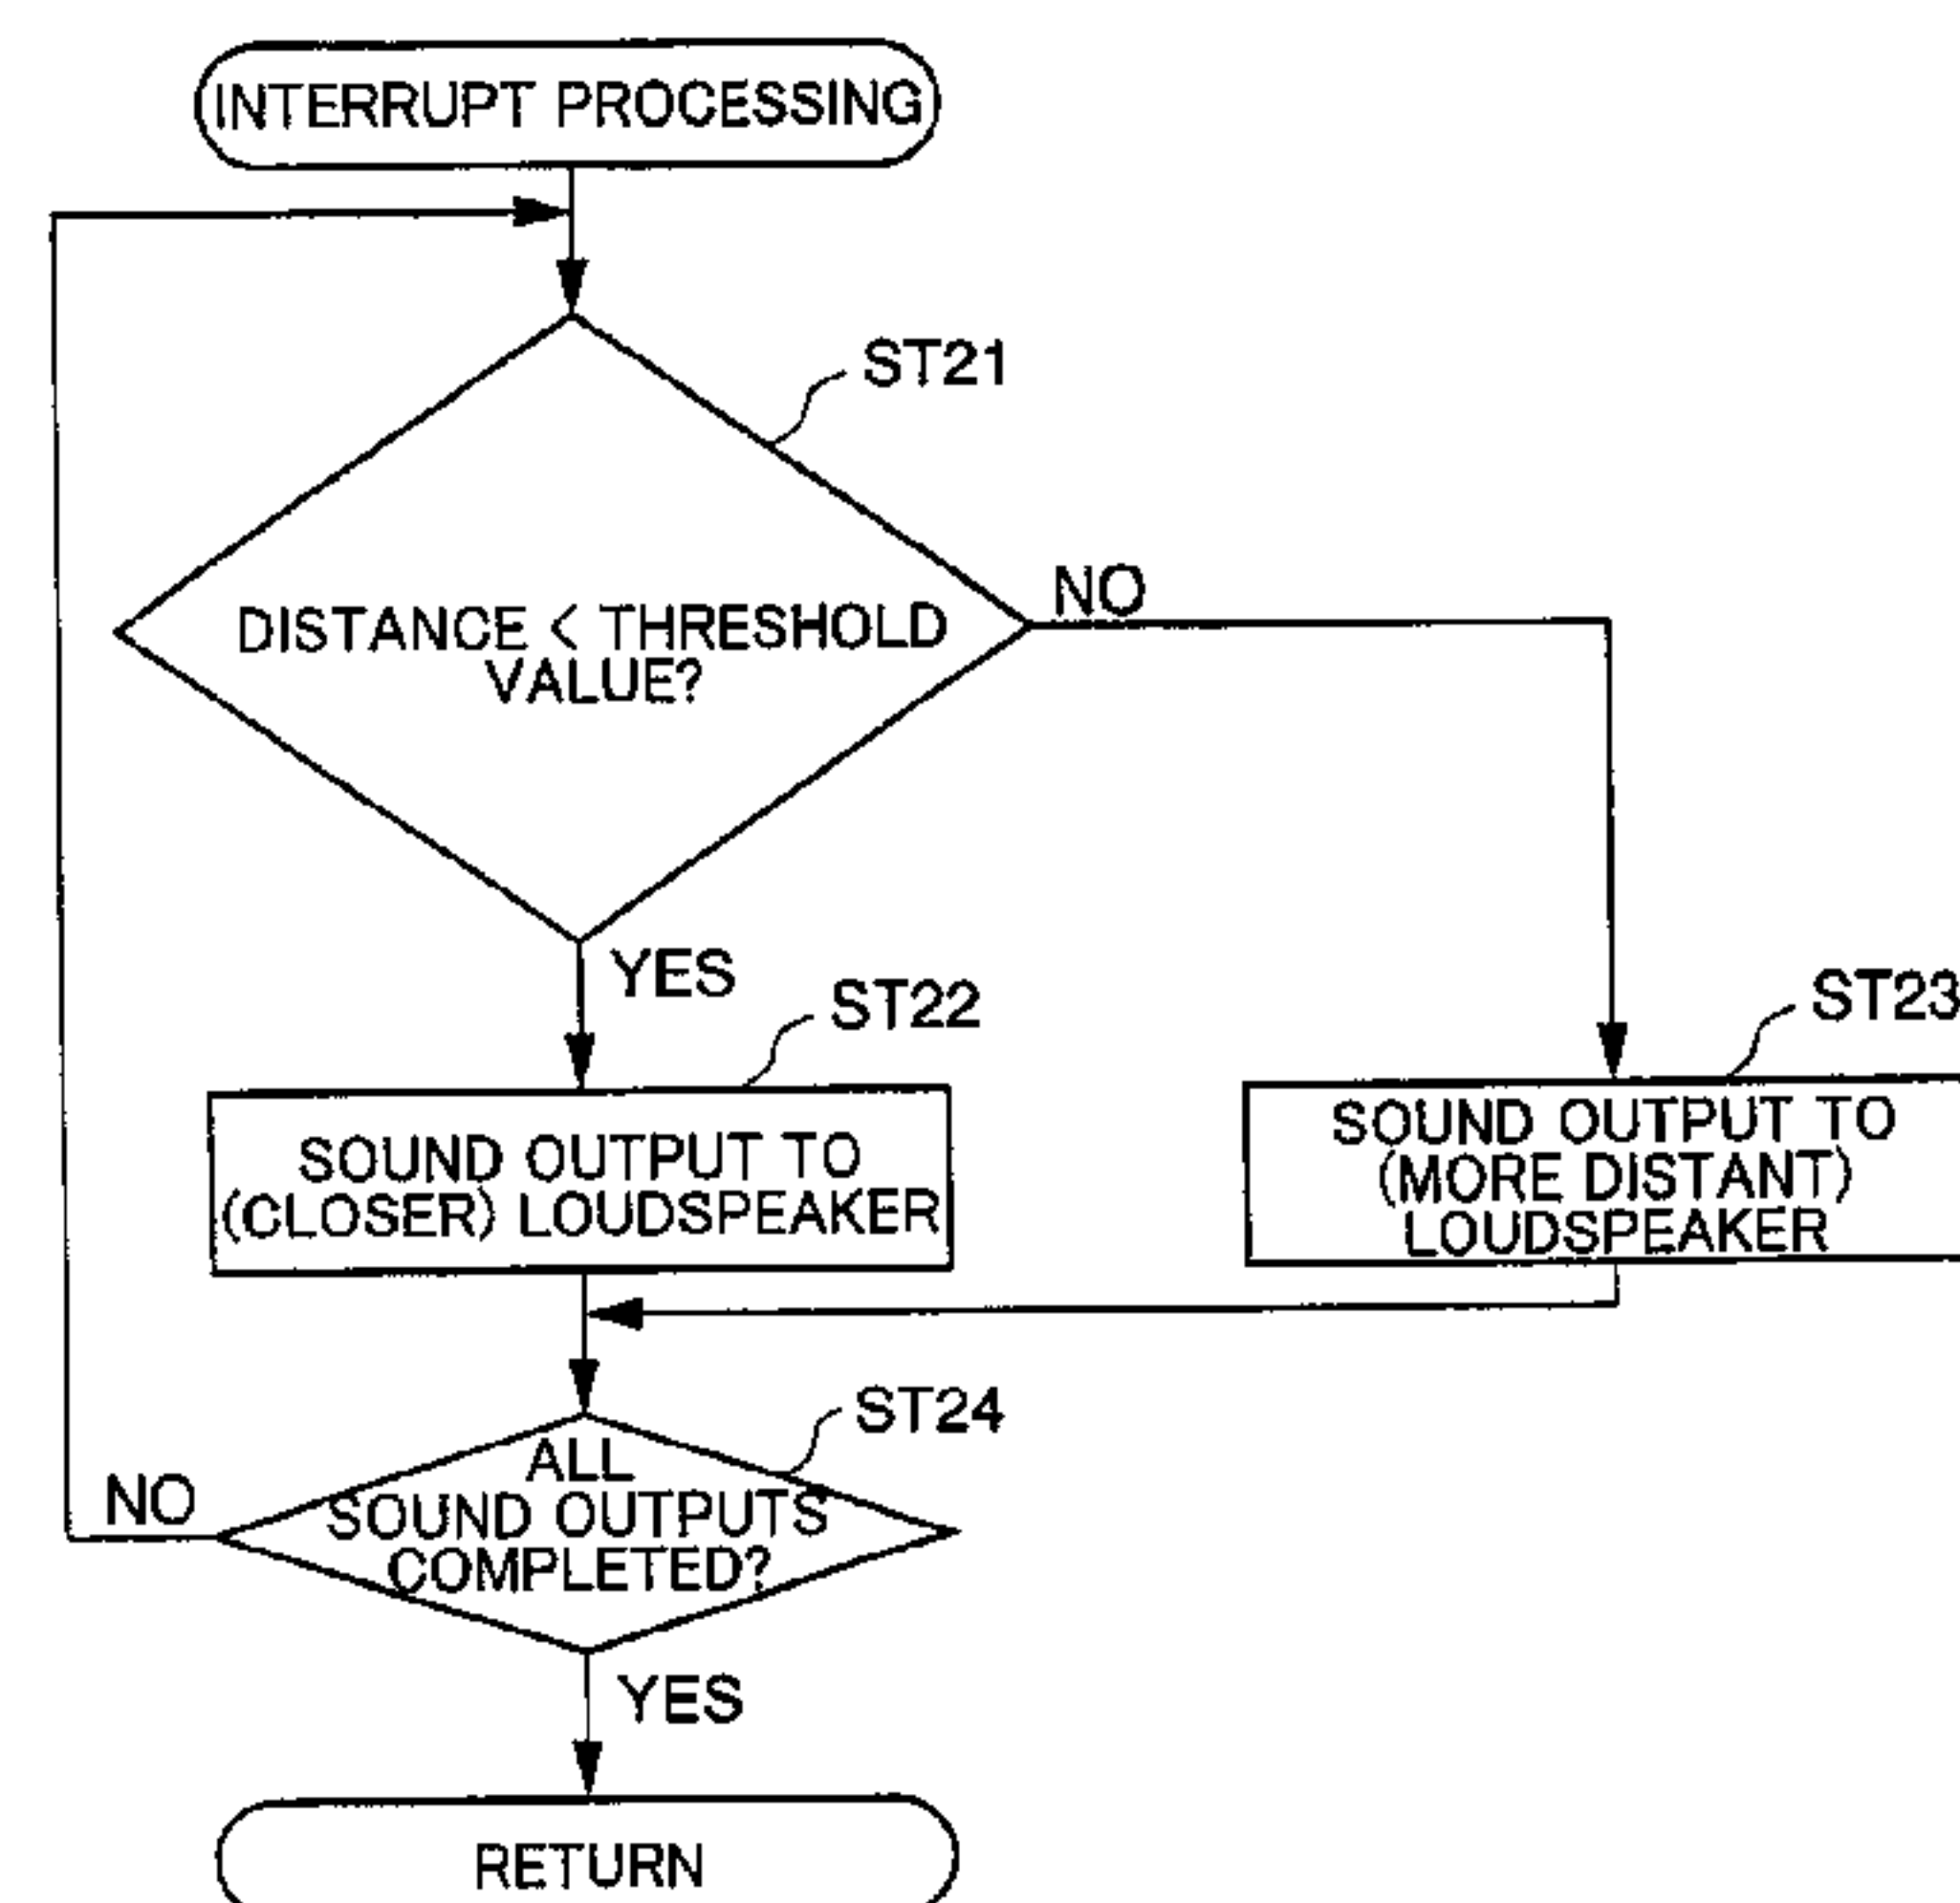 INTERRUPT PROCESSING
ST21
DISTANCE < THRESHOLD
VALUE?
NO
YES
ST22
SOUND OUTPUT TO
(CLOSER) LOUDSPEAKER
ST23
SOUND OUTPUT TO
(MORE DISTANT)
LOUDSPEAKER
ST24
ALL
SOUND OUTPUTS
COMPLETED?
NO
YES
RETURN